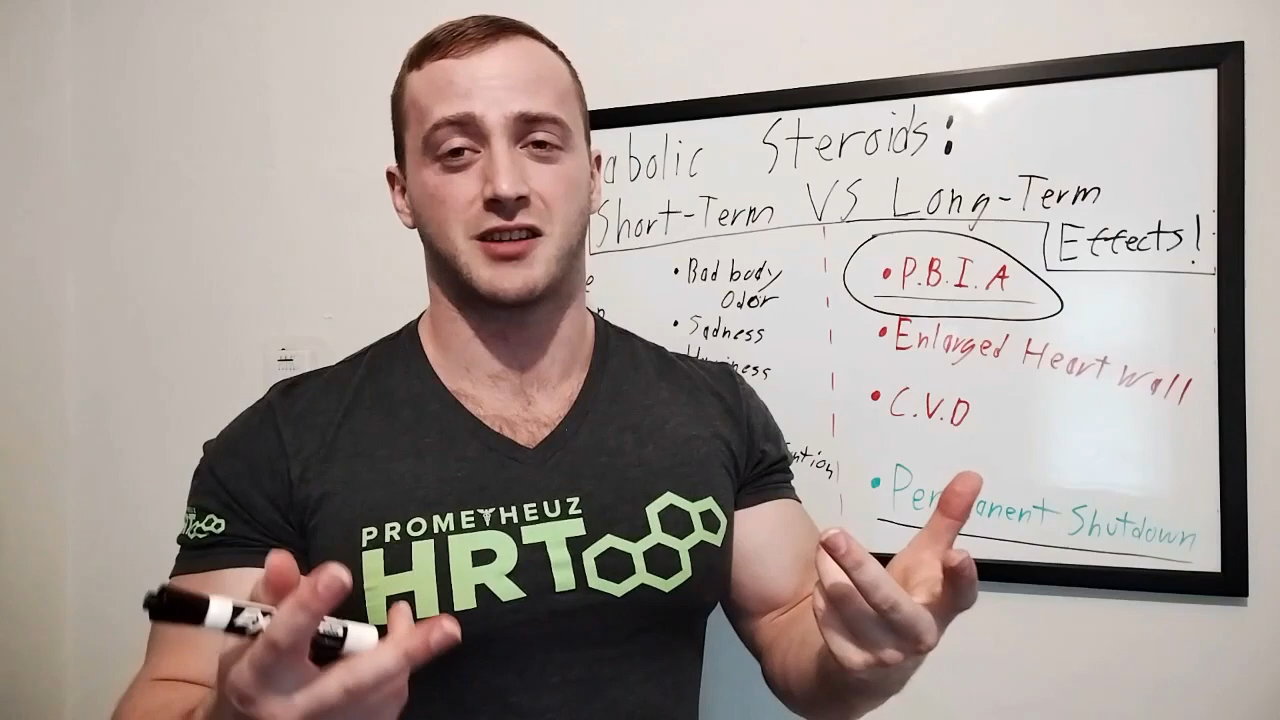 abolic Steroids:
Short-Term VS Long-Term
Effects!
• Bad body
Odor
• Sadness
• P.B.I.A
• Enlarged Heart Wall
• C.V.D
• Permanent Shutdown
PROMETHEUZ
HRT